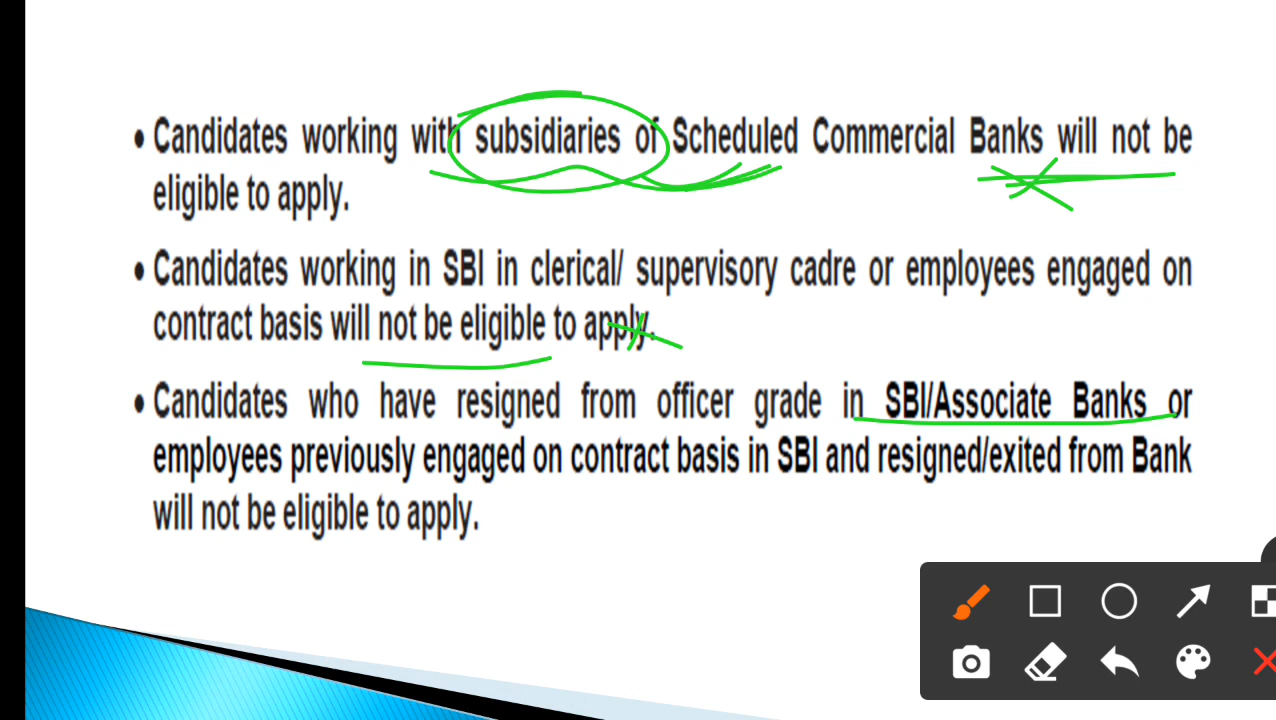 • Candidates working with subsidiaries of Scheduled Commercial Banks will not be
eligible to apply.
• Candidates working in SBI in clerical/ supervisory cadre or employees engaged on
contract basis will not be eligible to apply.
• Candidates who have resigned from officer grade in SBI/Associate Banks or
employees previously engaged on contract basis in SBI and resigned/exited from Bank
will not be eligible to apply.